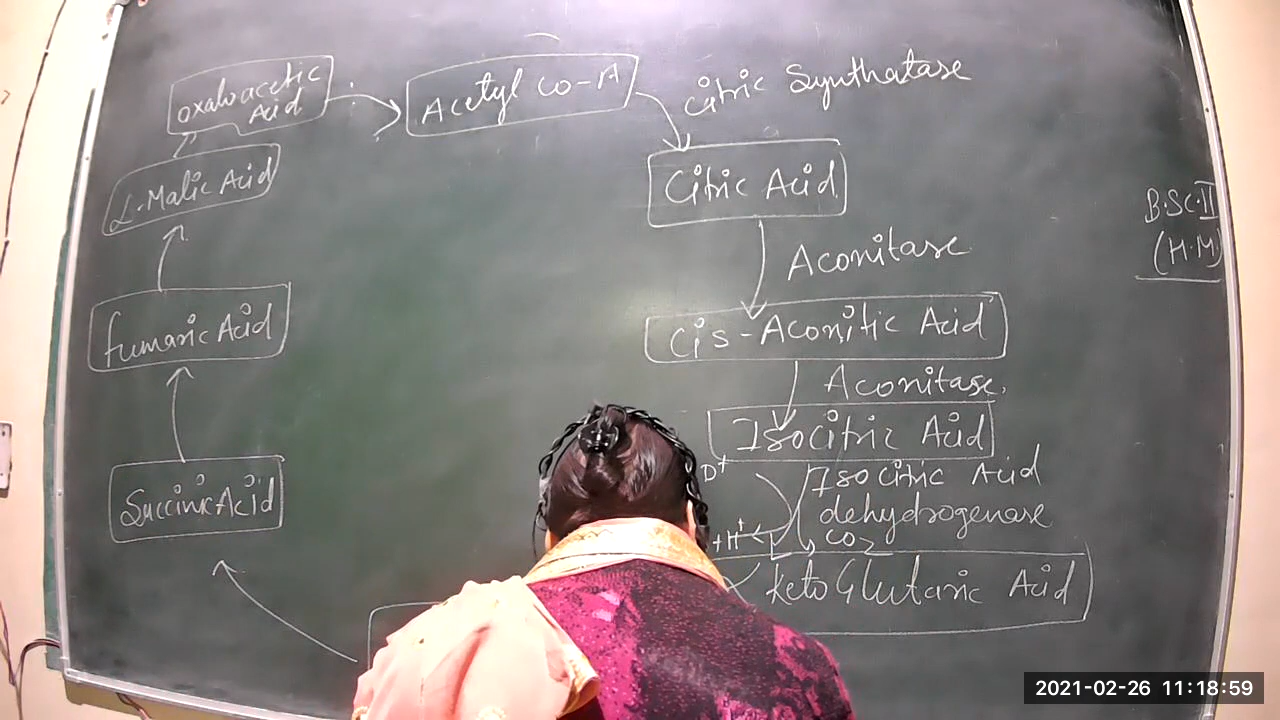 Oxaloacetic
Acid
Acetyl CO-A
Citric Synthatase
L-Malic Acid
Citric Acid
B.SC.II
(H.M)
Aconitase
fumaric Acid
Cis-Aconitic Acid
Aconitase
Isocitric Acid
D+
Isocitric Acid
dehydrogenase
Succinic Acid
+H+
CO2
keto Glutaric Acid
2021-02-26 11:18:59